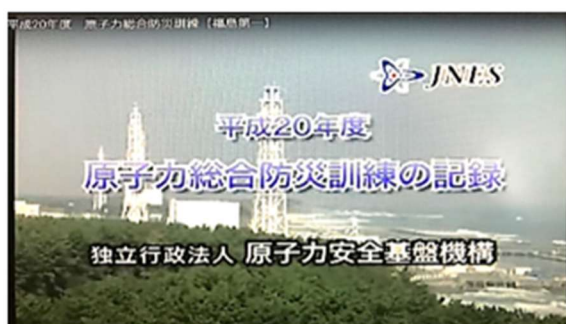 平成20年度 原子力総合防災訓練【福島第一】
JNES
平成20年度
原子力総合防災訓練の記録
独立行政法人 原子力安全基盤機構